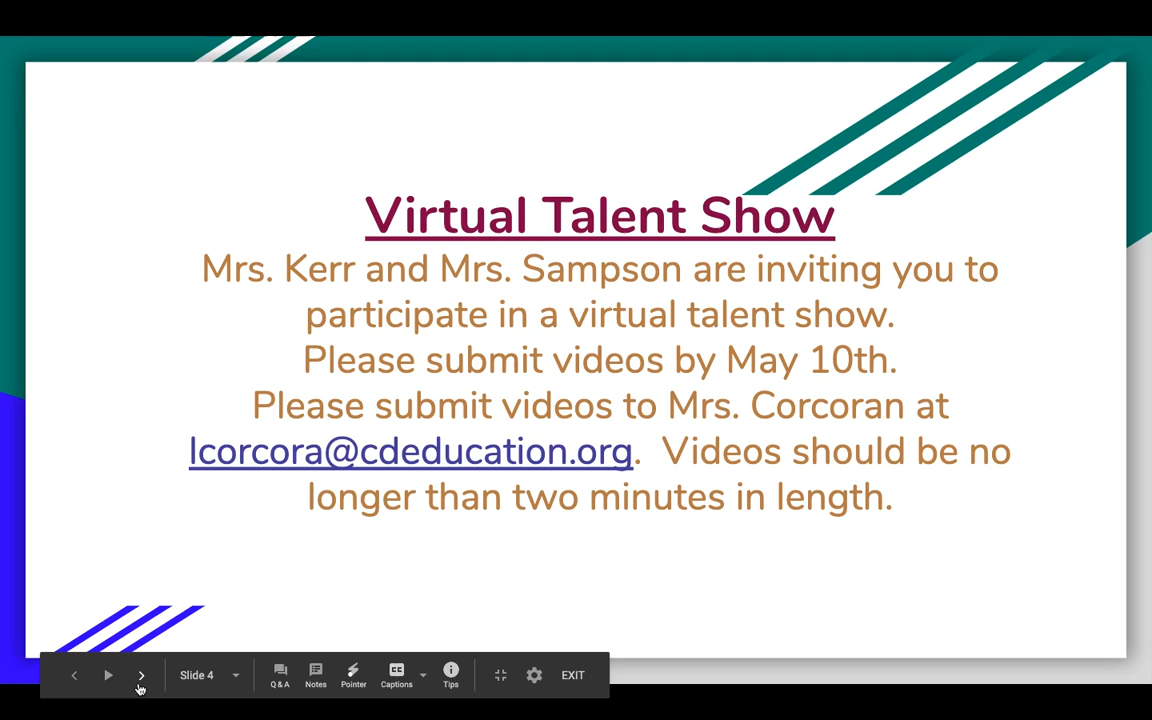 Virtual Talent Show
Mrs. Kerr and Mrs. Sampson are inviting you to
participate in a virtual talent show.
Please submit videos by May 10th.
Please submit videos to Mrs. Corcoran at
lcorcora@cdeducation.org.  Videos should be no
longer than two minutes in length.
Slide 4
Q & A
Notes
Pointer
CC
Captions
Tips
EXIT